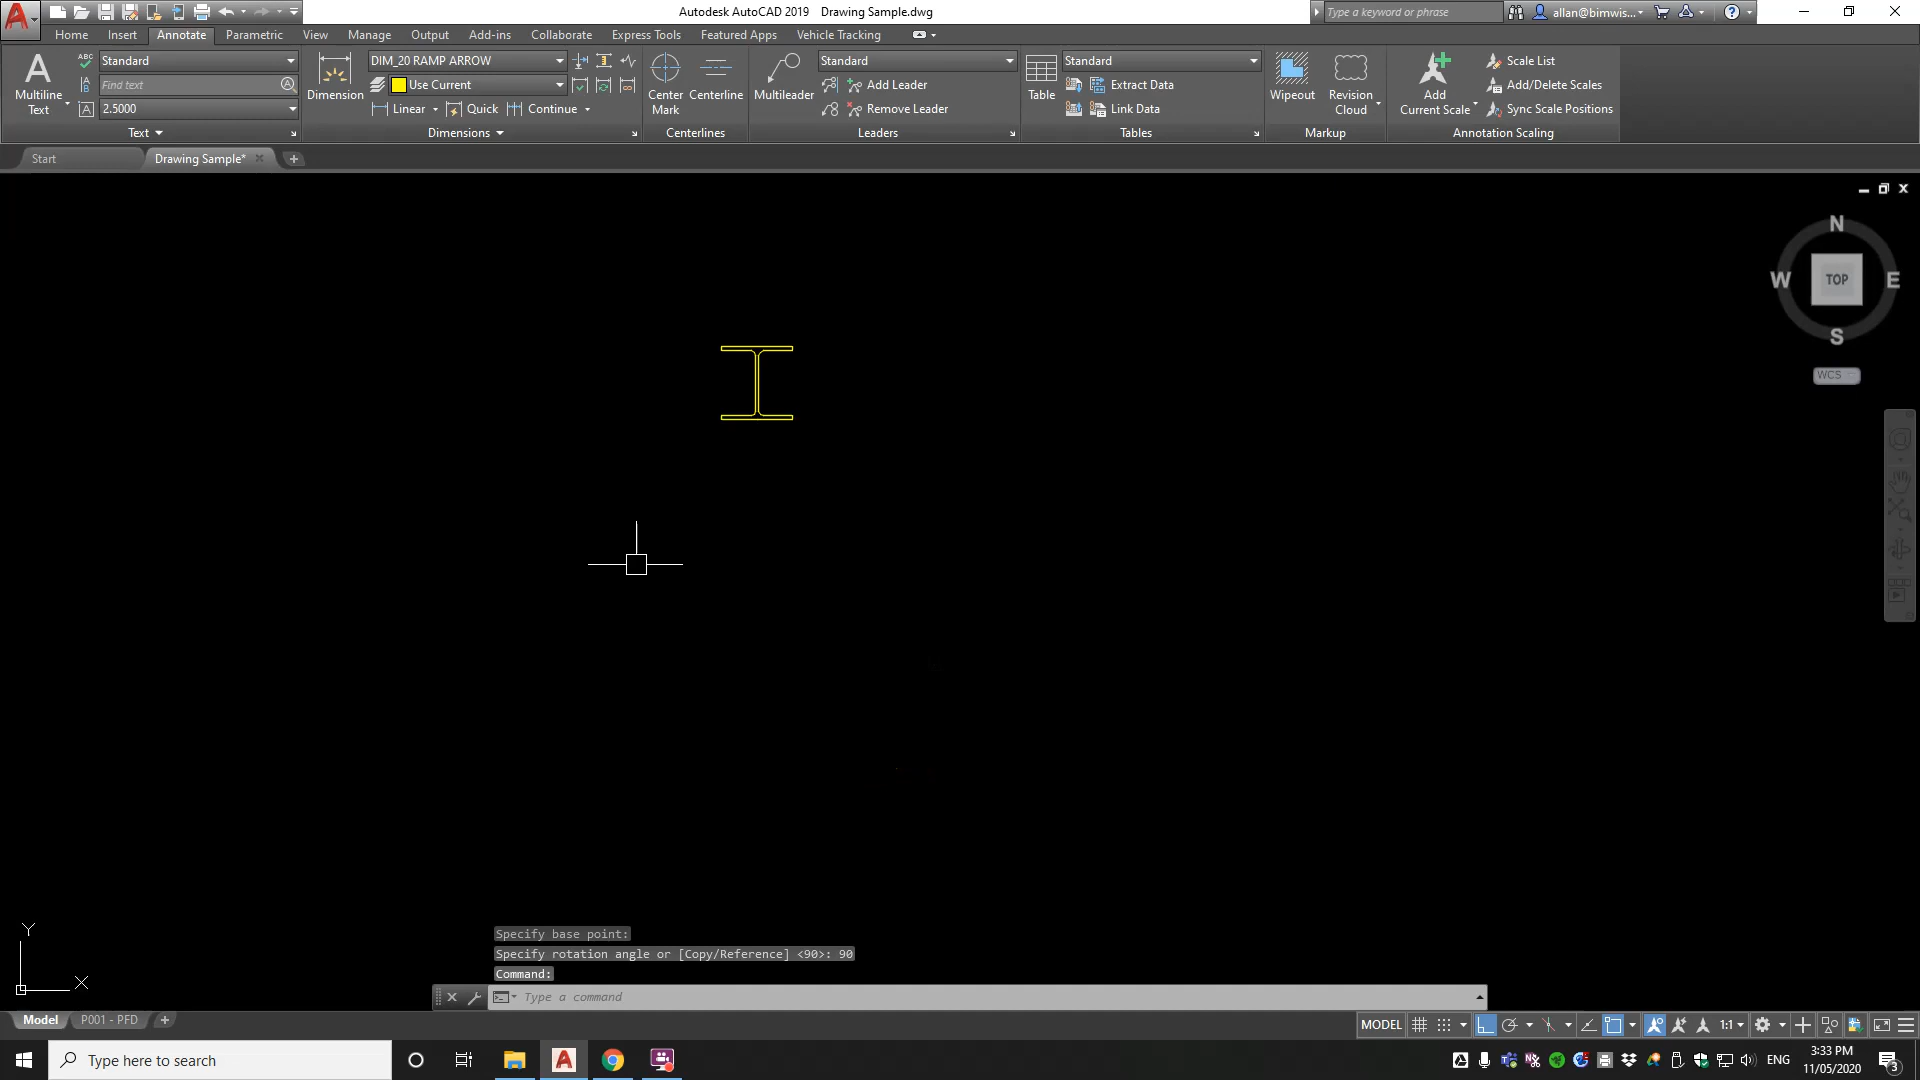 Autodesk AutoCAD 2019 Drawing Sample.dwg
Type a keyword or phrase
allan@bimwis...
Home Insert Annotate Parametric View Manage Output Add-ins Collaborate Express Tools Featured Apps Vehicle Tracking
Multiline Text
ABC
Standard
Find text
2.5000
Text
Dimension
DIM_20 RAMP ARROW
Use Current
Linear Quick Continue
Dimensions
Center Mark
Centerline
Centerlines
Multileader
Standard
Add Leader
Remove Leader
Leaders
Table
Standard
Extract Data
Link Data
Tables
Wipeout
Revision Cloud
Markup
Add Current Scale
Scale List
Add/Delete Scales
Sync Scale Positions
Annotation Scaling
Start Drawing Sample*
N
W TOP E
S
WCS
Y
X
Specify base point:
Specify rotation angle or [Copy/Reference] <90>: 90
Command:
Type a command
Model P001 - PFD
MODEL 1:1
Type here to search
ENG
3:33 PM
11/05/2020
3